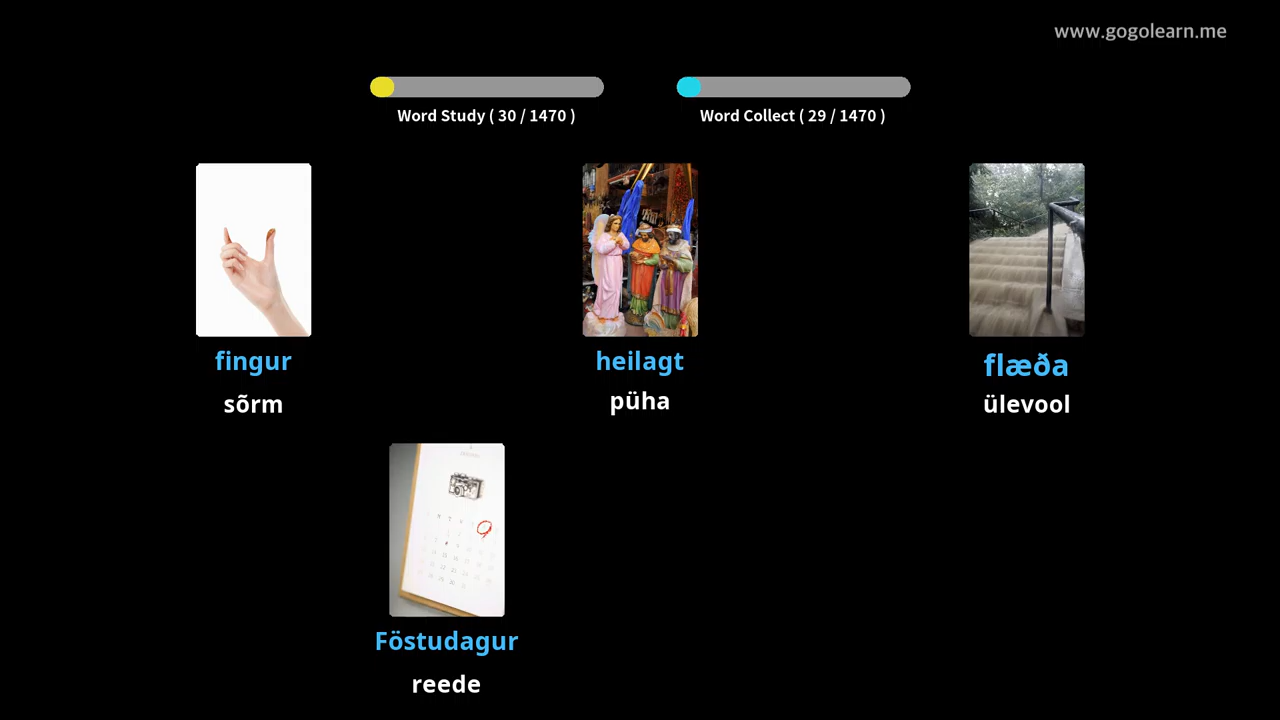 www.gogolearn.me
Word Study ( 30 / 1470 )
Word Collect ( 29 / 1470 )
fingur
sõrm
heilagt
püha
flæða
ülevool
Föstudagur
reede